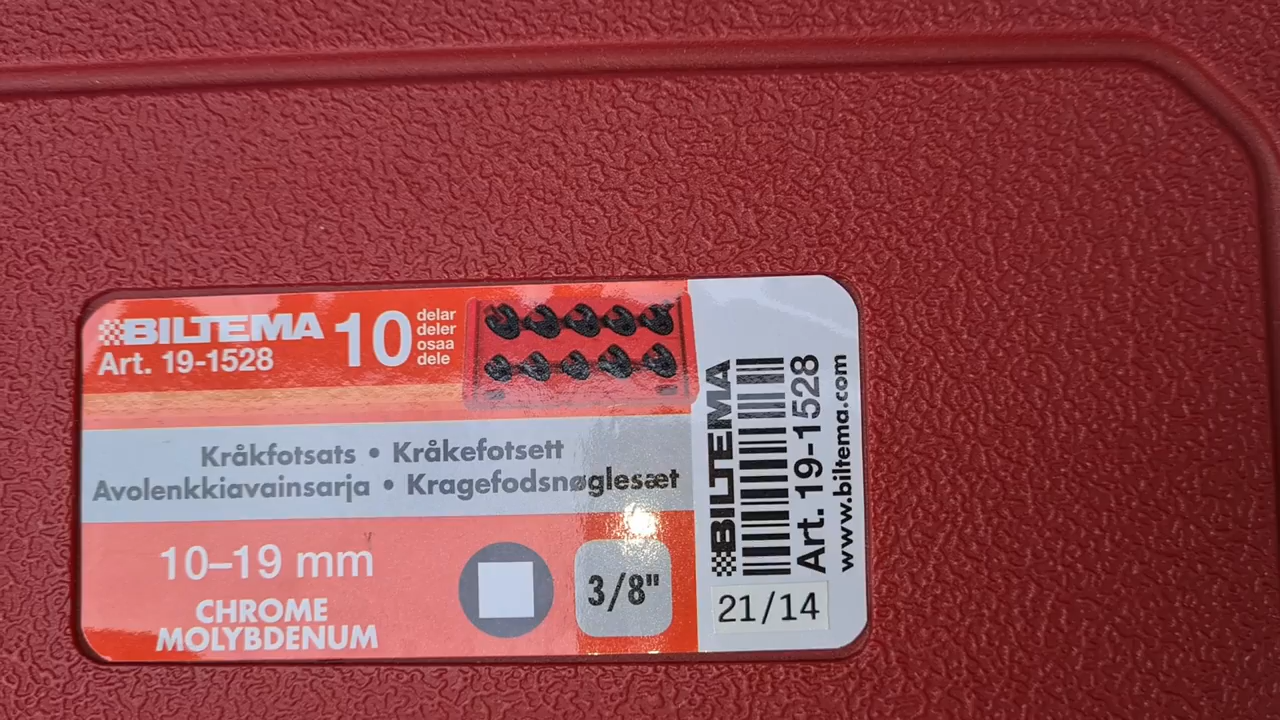 BILTEMA
Art. 19-1528
10
delar
deler
osaa
dele
Kråkfotsats • Kråkefotsett
Avolenkkiavainsarja • Kragefodsnøglesæt
10–19 mm
CHROME
MOLYBDENUM
3/8"
BILTEMA
Art. 19-1528
www.biltema.com
21/14